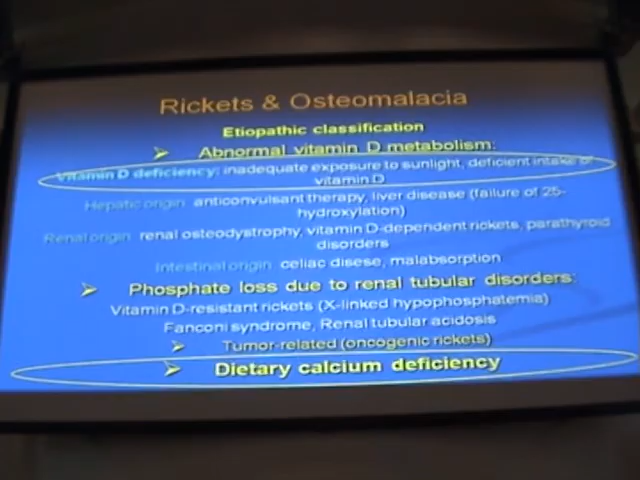 Rickets & Osteomalacia
Etiopathic classification
➢ Abnormal vitamin D metabolism:
Vitamin D deficiency: inadequate exposure to sunlight, deficient intake of
vitamin D
Hepatic origin anticonvulsant therapy, liver disease (failure of 25-
hydroxylation)
Renal origin renal osteodystrophy, vitamin D-dependent rickets, parathyroid
disorders
Intestinal origin celiac disese, malabsorption
➢ Phosphate loss due to renal tubular disorders:
Vitamin D-resistant rickets (X-linked hypophosphatemia)
Fanconi syndrome, Renal tubular acidosis
➢ Tumor-related (oncogenic rickets)
➢ Dietary calcium deficiency